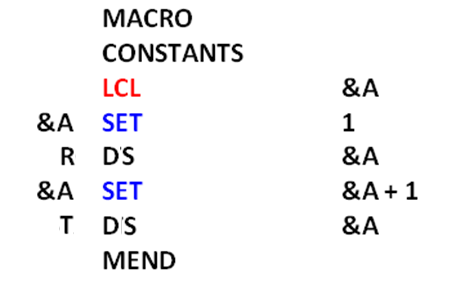 MACRO
CONSTANTS
LCL &A
&A SET 1
R DS &A
&A SET &A + 1
T DS &A
MEND